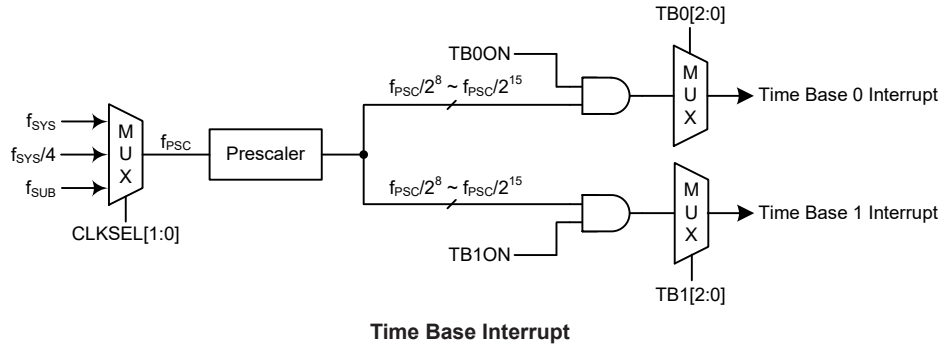 TB0[2:0]
TB0ON
M
U
X
Time Base 0 Interrupt
fPSC/2^8 ~ fPSC/2^15
fSYS
fSYS/4
fSUB
M
U
X
fPSC
Prescaler
CLKSEL[1:0]
fPSC/2^8 ~ fPSC/2^15
TB1ON
M
U
X
Time Base 1 Interrupt
TB1[2:0]
Time Base Interrupt